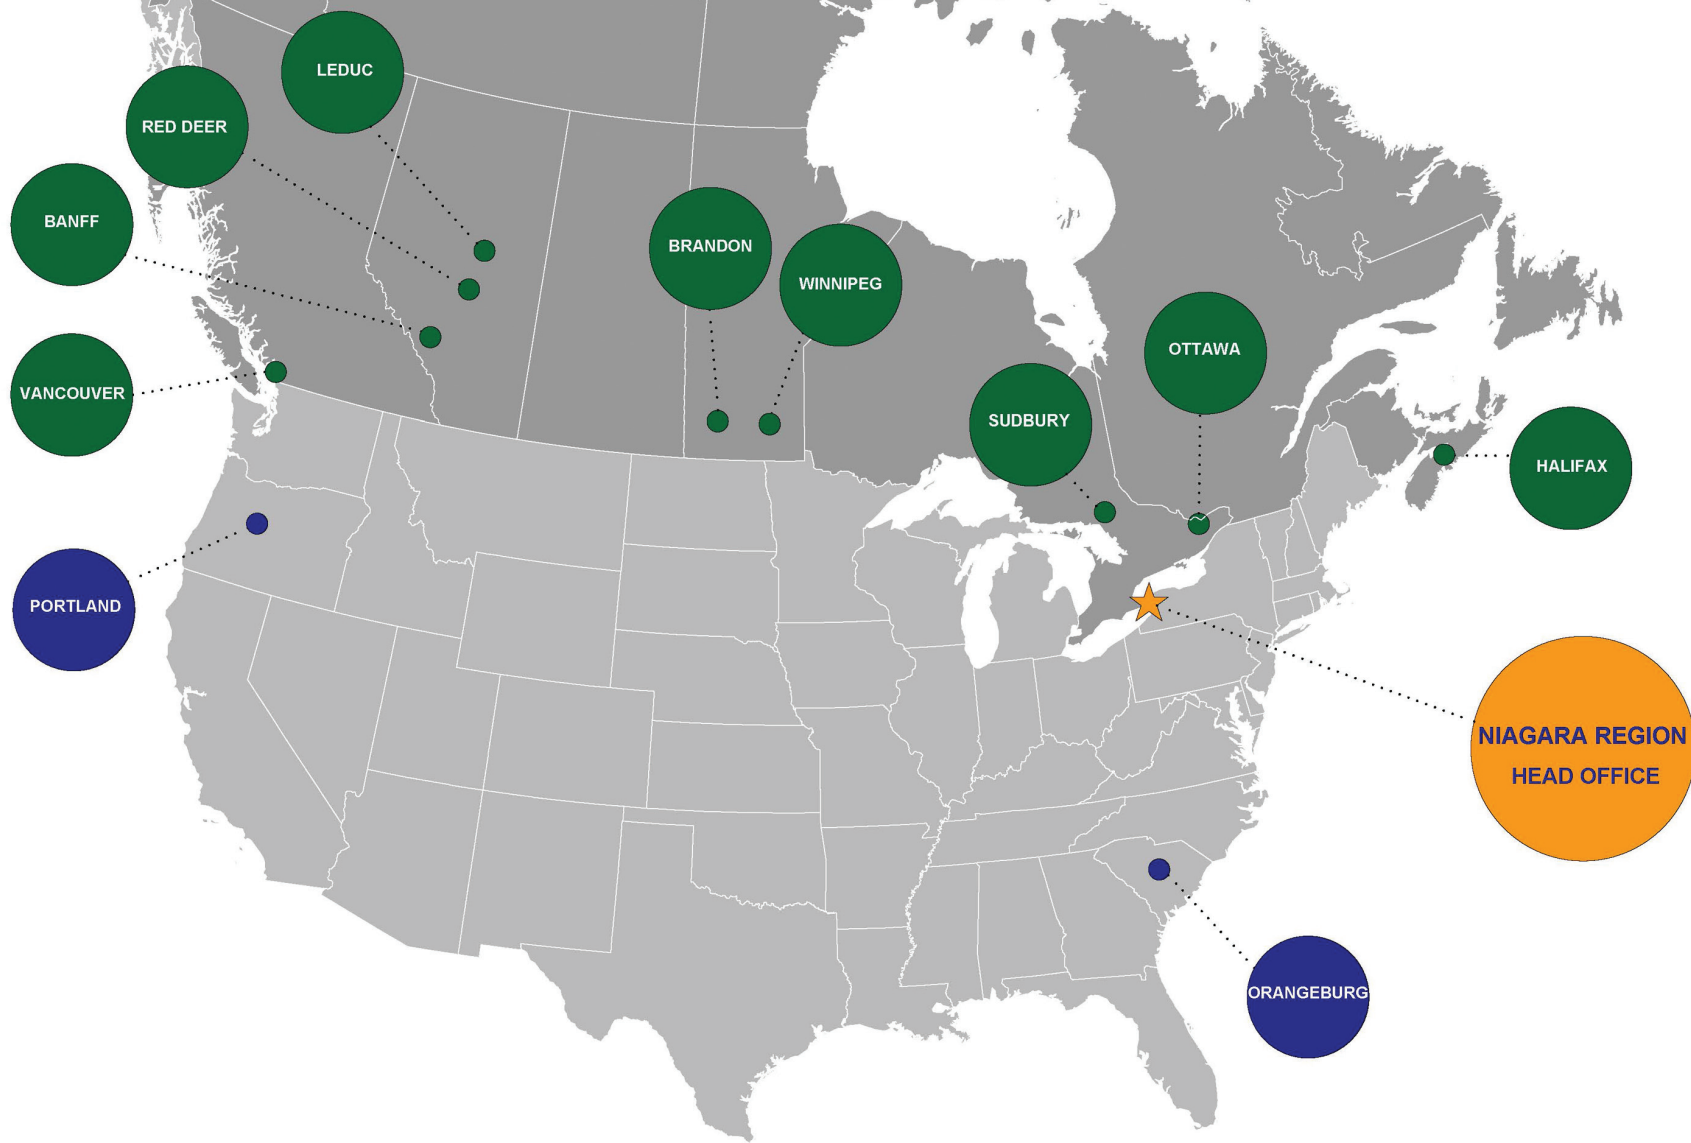 LEDUC
RED DEER
BANFF
BRANDON
WINNIPEG
OTTAWA
VANCOUVER
SUDBURY
HALIFAX
PORTLAND
NIAGARA REGION
HEAD OFFICE
ORANGEBURG